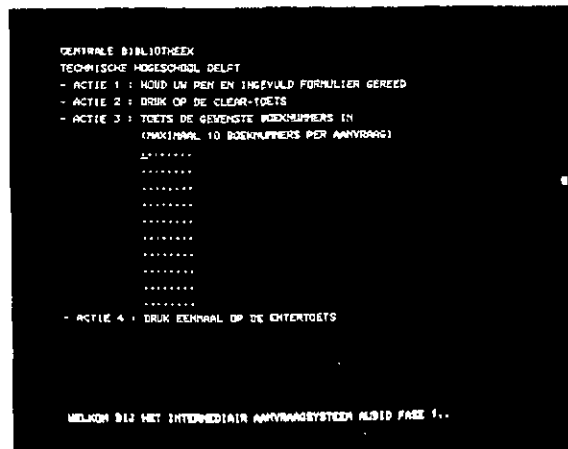 CENTRALE BIBLIOTHEEK
TECHNISCHE HOGESCHOOL DELFT
- ACTIE 1 : HOUD UW PEN EN INGEVULD FORMULIER GEREED
- ACTIE 2 : DRUK OP DE CLEAR-TOETS
- ACTIE 3 : TOETS DE GEWENSTE BOEKNUMMERS IN
(MAXIMAAL 10 BOEKNUMMERS PER AANVRAAG)
........
........
........
........
........
........
........
........
........
........
- ACTIE 4 : DRUK EENMAAL OP DE ENTERTOETS
WELKOM BIJ HET INTERMEDIAIR AANVRAAGSYSTEEM AUBID FASE 1..